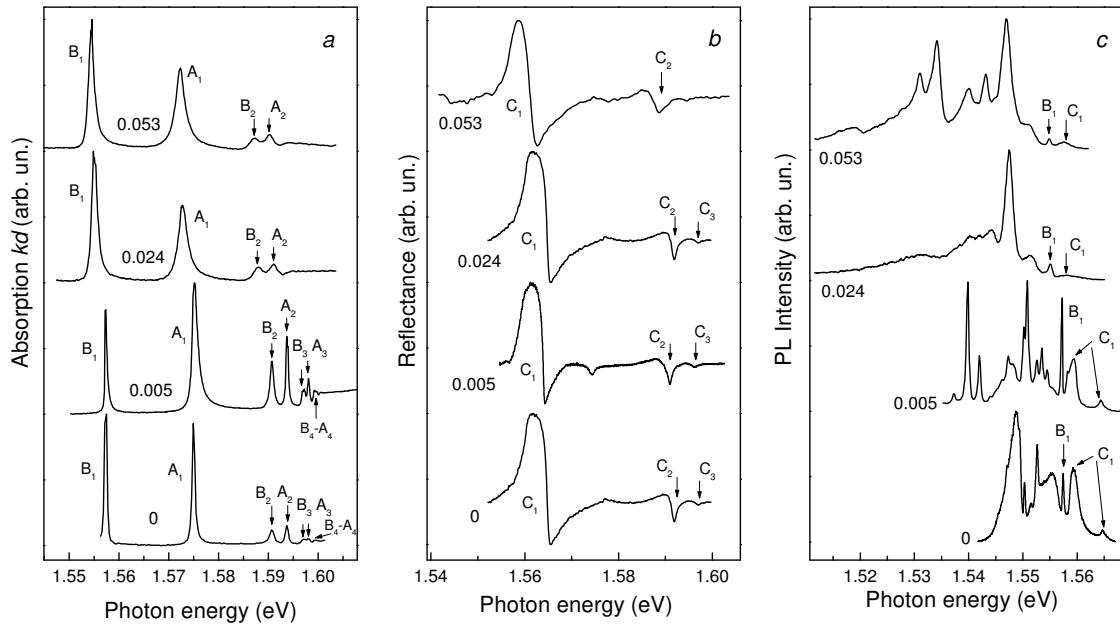 a
Absorption kd (arb. un.)
B₁
A₁
B₂ A₂
0.053
B₁
A₁
B₂ A₂
0.024
B₁
A₁
A₂
B₂
B₃ A₃
B₄-A₄
0.005
B₁
A₁
B₂ A₂
B₃ A₃
B₄-A₄
0
1.55 1.56 1.57 1.58 1.59 1.60
Photon energy (eV)
b
Reflectance (arb. un.)
C₁
C₂
0.053
C₁
C₂
C₃
0.024
C₁
C₂
C₃
0.005
C₁
C₂
C₃
0
1.54 1.56 1.58 1.60
Photon energy (eV)
c
PL Intensity (arb. un.)
B₁
C₁
0.053
B₁
C₁
0.024
B₁
C₁
0.005
B₁
C₁
0
1.52 1.53 1.54 1.55 1.56
Photon energy (eV)